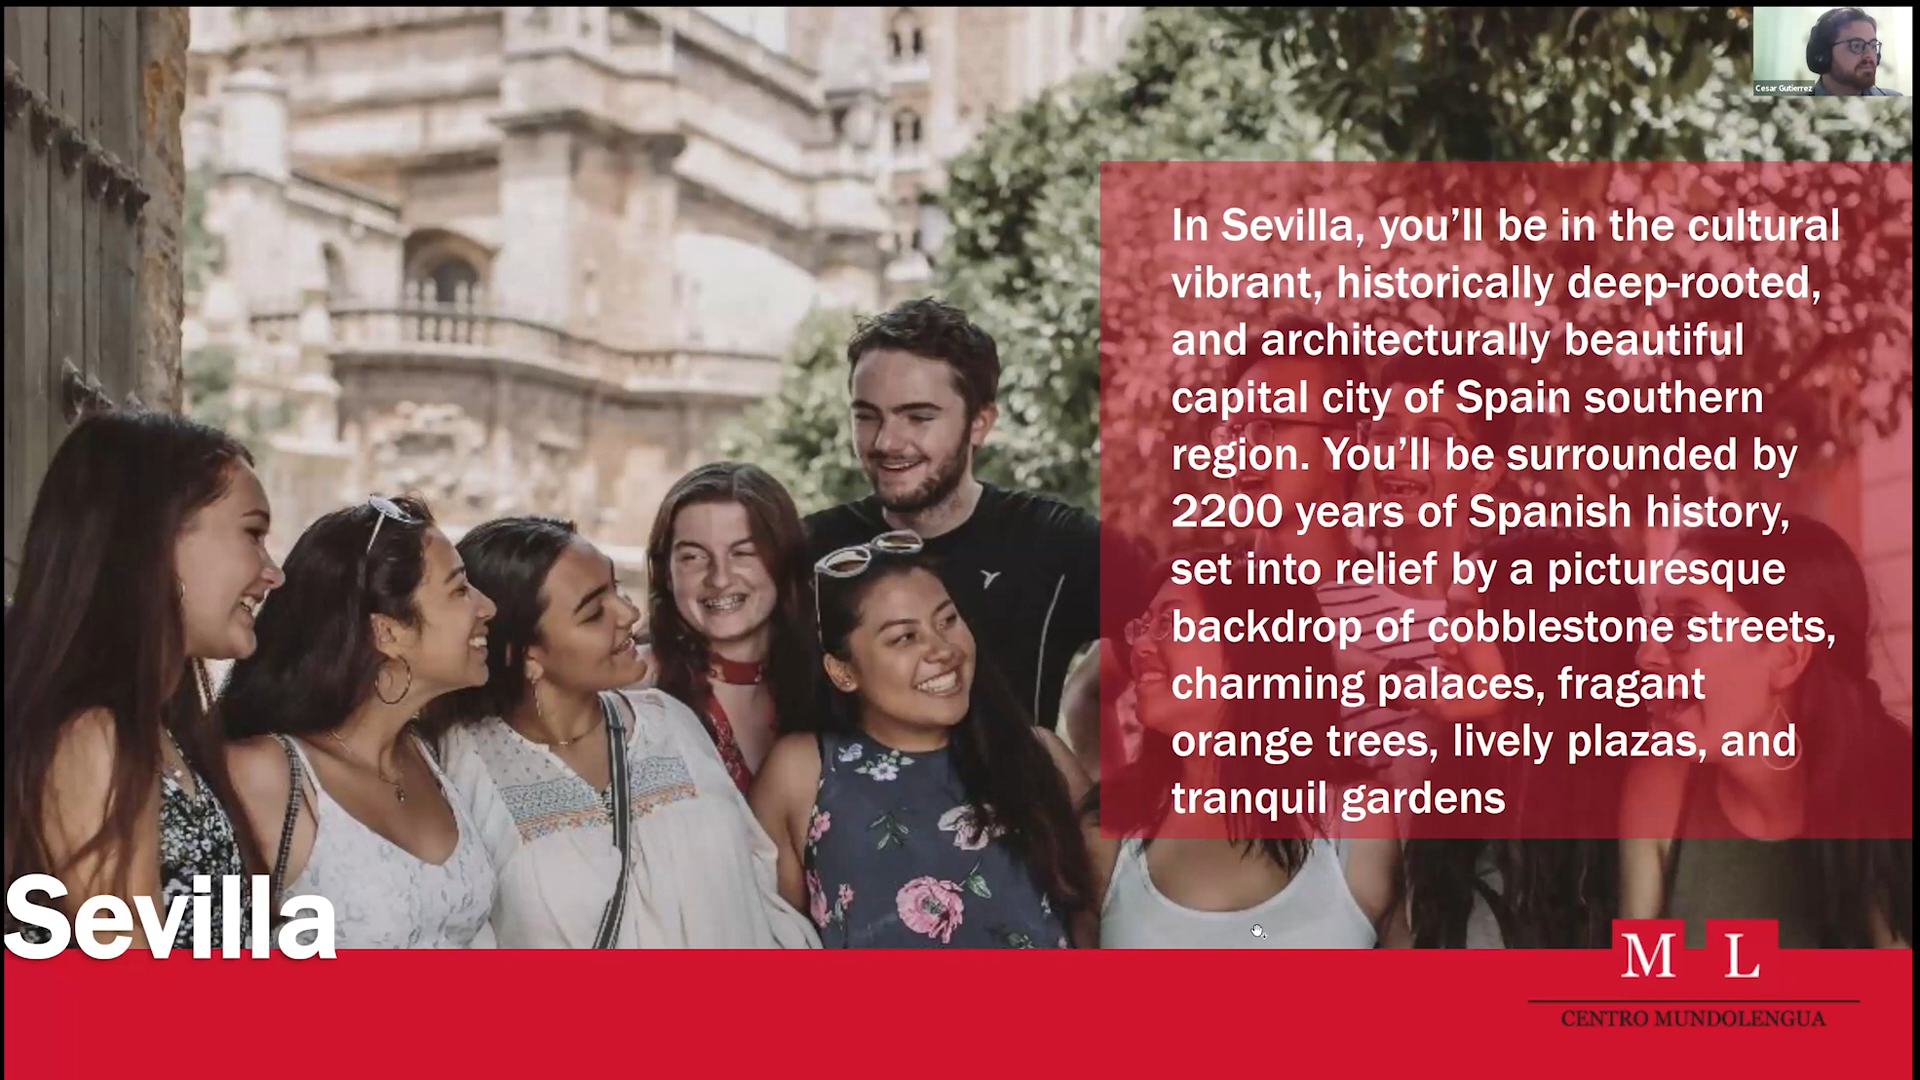 Cesar Gutierrez
In Sevilla, you’ll be in the cultural
vibrant, historically deep-rooted,
and architecturally beautiful
capital city of Spain southern
region. You’ll be surrounded by
2200 years of Spanish history,
set into relief by a picturesque
backdrop of cobblestone streets,
charming palaces, fragant
orange trees, lively plazas, and
tranquil gardens
Sevilla
M L
CENTRO MUNDOLENGUA